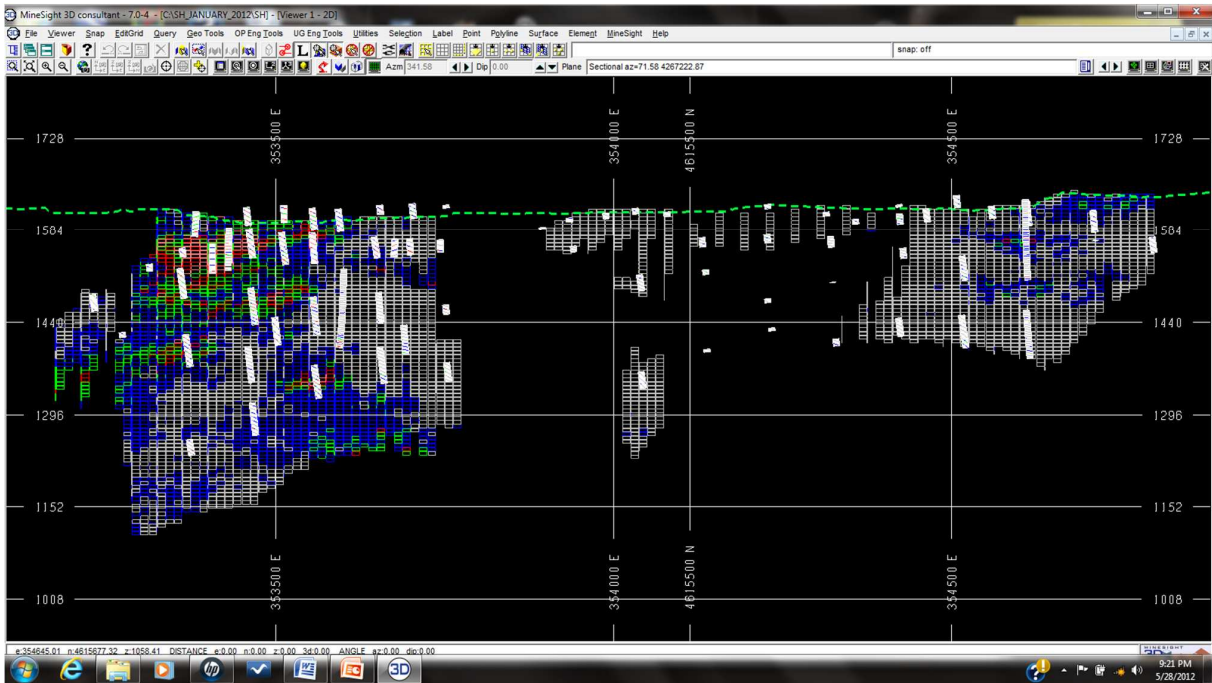 MineSight 3D consultant - 7.0-4 - [C:\SH_JANUARY_2012\SH] - [Viewer 1 - 2D]
File Viewer Snap EditGrid Query Geo Tools OP Eng Tools UG Eng Tools Utilities Selection Label Point Polyline Surface Element MineSight Help
snap: off
Azm 341.58 Dip 0.00 Plane Sectional az=71.58 4267222.87
353500 E 354000 E 4615500 N 354500 E
1728 1728
1584 1584
1440 1440
1296 1296
1152 1152
353500 E 354000 E 4615500 N 354500 E
1008 1008
e:354645.01 n:4615677.32 z:1058.41 DISTANCE e:0.00 n:0.00 z:0.00 3d:0.00 ANGLE az:0.00 dip:0.00
MINESIGHT
3D
9:21 PM
5/28/2012